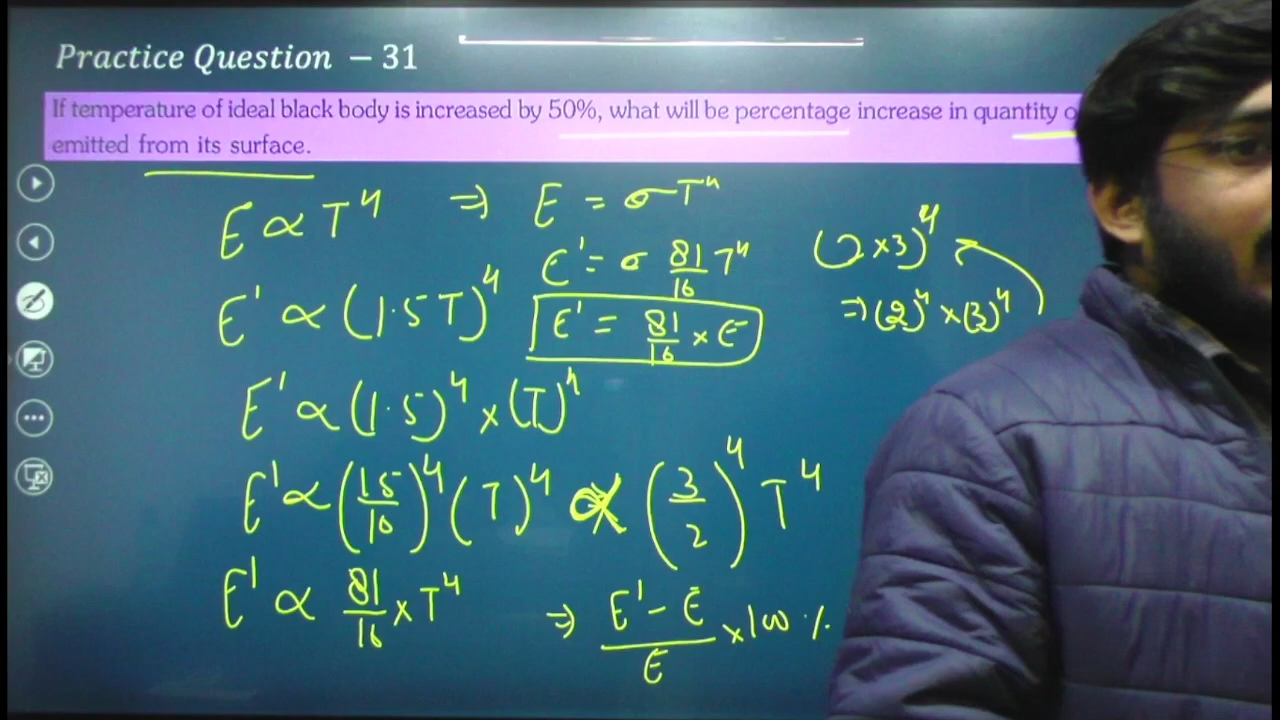 Practice Question – 31
If temperature of ideal black body is increased by 50%, what will be percentage increase in quantity
emitted from its surface.
E ∝ T⁴ ⇒ E = σT⁴
E' = σ 81/16 T⁴
(2×3)⁴
E' ∝ (1.5T)⁴
E' = 81/16 × E
⇒ (2)⁴ × (3)⁴
E' ∝ (1.5)⁴ × (T)⁴
E' ∝ (15/10)⁴ (T)⁴ ∝ (3/2)⁴ T⁴
E' ∝ 81/16 × T⁴
⇒ E' – E / E × 100 %